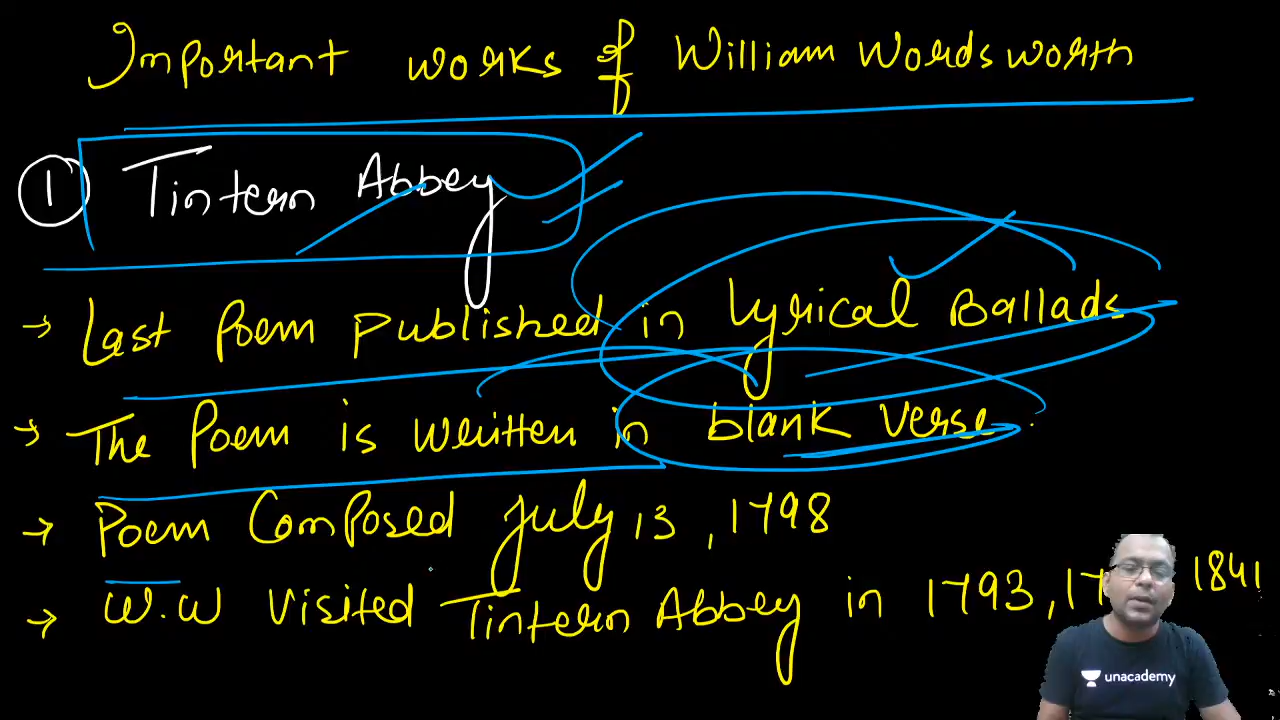 Important works of William Wordsworth
1 Tintern Abbey
→ Last Poem published in Lyrical Ballads
→ The Poem is written in blank verse
→ Poem Composed July 13, 1798
→ W.W visited Tintern Abbey in 1793, 1841
unacademy